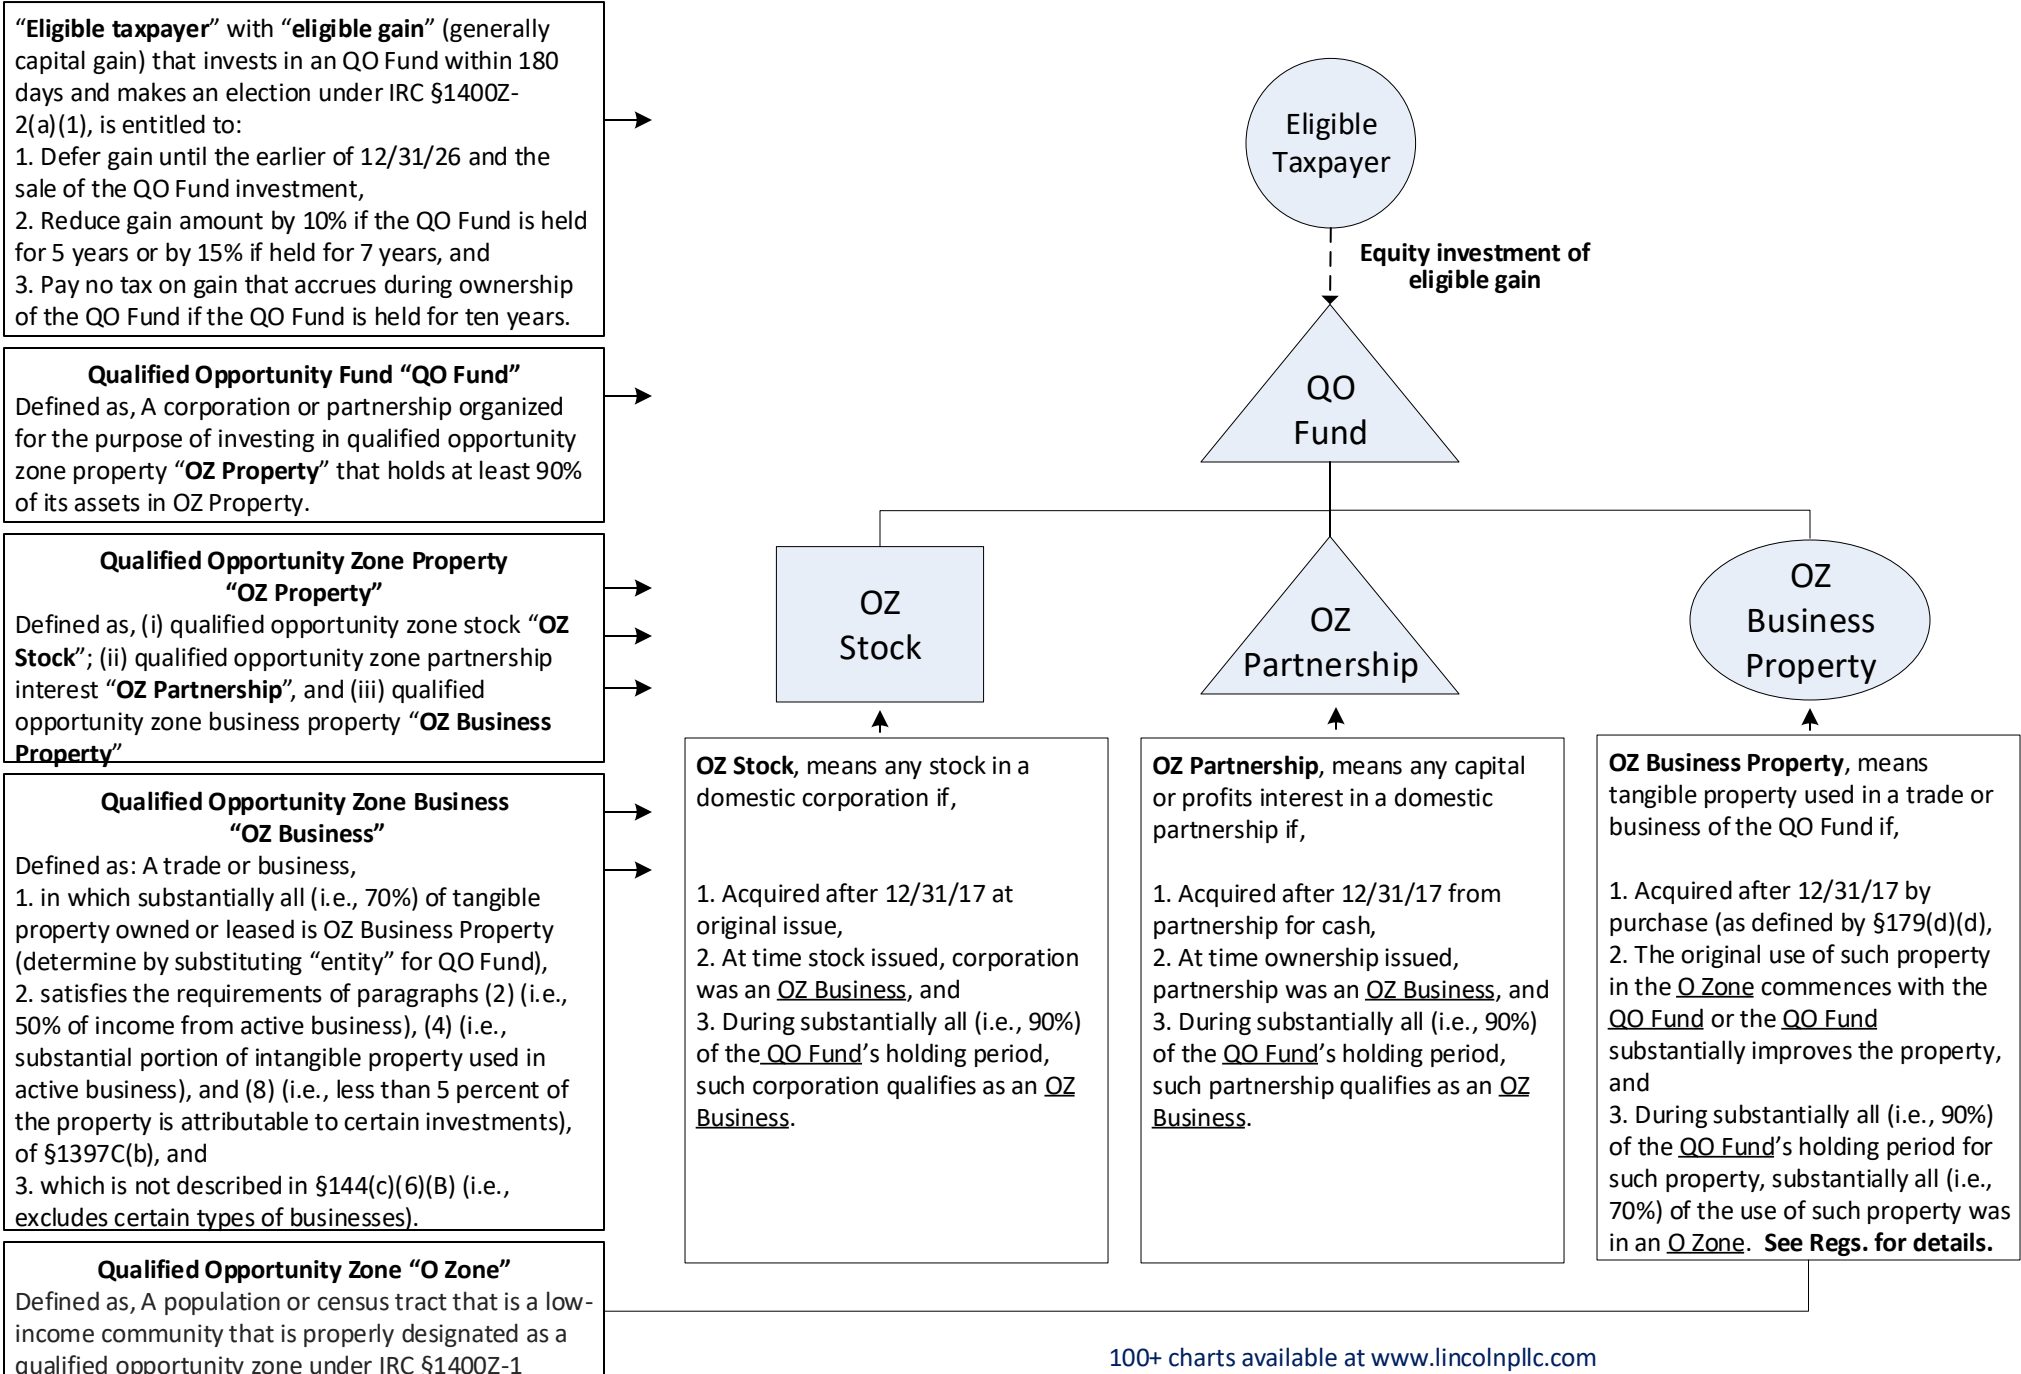 “Eligible taxpayer” with “eligible gain” (generally
capital gain) that invests in an QO Fund within 180
days and makes an election under IRC §1400Z-
2(a)(1), is entitled to:
1. Defer gain until the earlier of 12/31/26 and the
sale of the QO Fund investment,
2. Reduce gain amount by 10% if the QO Fund is held
for 5 years or by 15% if held for 7 years, and
3. Pay no tax on gain that accrues during ownership
of the QO Fund if the QO Fund is held for ten years.
Qualified Opportunity Fund “QO Fund”
Defined as, A corporation or partnership organized
for the purpose of investing in qualified opportunity
zone property “OZ Property” that holds at least 90%
of its assets in OZ Property.
Qualified Opportunity Zone Property
“OZ Property”
Defined as, (i) qualified opportunity zone stock “OZ
Stock”; (ii) qualified opportunity zone partnership
interest “OZ Partnership”, and (iii) qualified
opportunity zone business property “OZ Business
Property”
Qualified Opportunity Zone Business
“OZ Business”
Defined as: A trade or business,
1. in which substantially all (i.e., 70%) of tangible
property owned or leased is OZ Business Property
(determine by substituting “entity” for QO Fund),
2. satisfies the requirements of paragraphs (2) (i.e.,
50% of income from active business), (4) (i.e.,
substantial portion of intangible property used in
active business), and (8) (i.e., less than 5 percent of
the property is attributable to certain investments),
of §1397C(b), and
3. which is not described in §144(c)(6)(B) (i.e.,
excludes certain types of businesses).
Qualified Opportunity Zone “O Zone”
Defined as, A population or census tract that is a low-
income community that is properly designated as a
qualified opportunity zone under IRC §1400Z-1
Eligible
Taxpayer
Equity investment of
eligible gain
QO
Fund
OZ
Stock
OZ
Partnership
OZ
Business
Property
OZ Stock, means any stock in a
domestic corporation if,
1. Acquired after 12/31/17 at
original issue,
2. At time stock issued, corporation
was an OZ Business, and
3. During substantially all (i.e., 90%)
of the QO Fund’s holding period,
such corporation qualifies as an OZ
Business.
OZ Partnership, means any capital
or profits interest in a domestic
partnership if,
1. Acquired after 12/31/17 from
partnership for cash,
2. At time ownership issued,
partnership was an OZ Business, and
3. During substantially all (i.e., 90%)
of the QO Fund’s holding period,
such partnership qualifies as an OZ
Business.
OZ Business Property, means
tangible property used in a trade or
business of the QO Fund if,
1. Acquired after 12/31/17 by
purchase (as defined by §179(d)(d),
2. The original use of such property
in the O Zone commences with the
QO Fund or the QO Fund
substantially improves the property,
and
3. During substantially all (i.e., 90%)
of the QO Fund’s holding period for
such property, substantially all (i.e.,
70%) of the use of such property was
in an O Zone. See Regs. for details.
100+ charts available at www.lincolnpllc.com